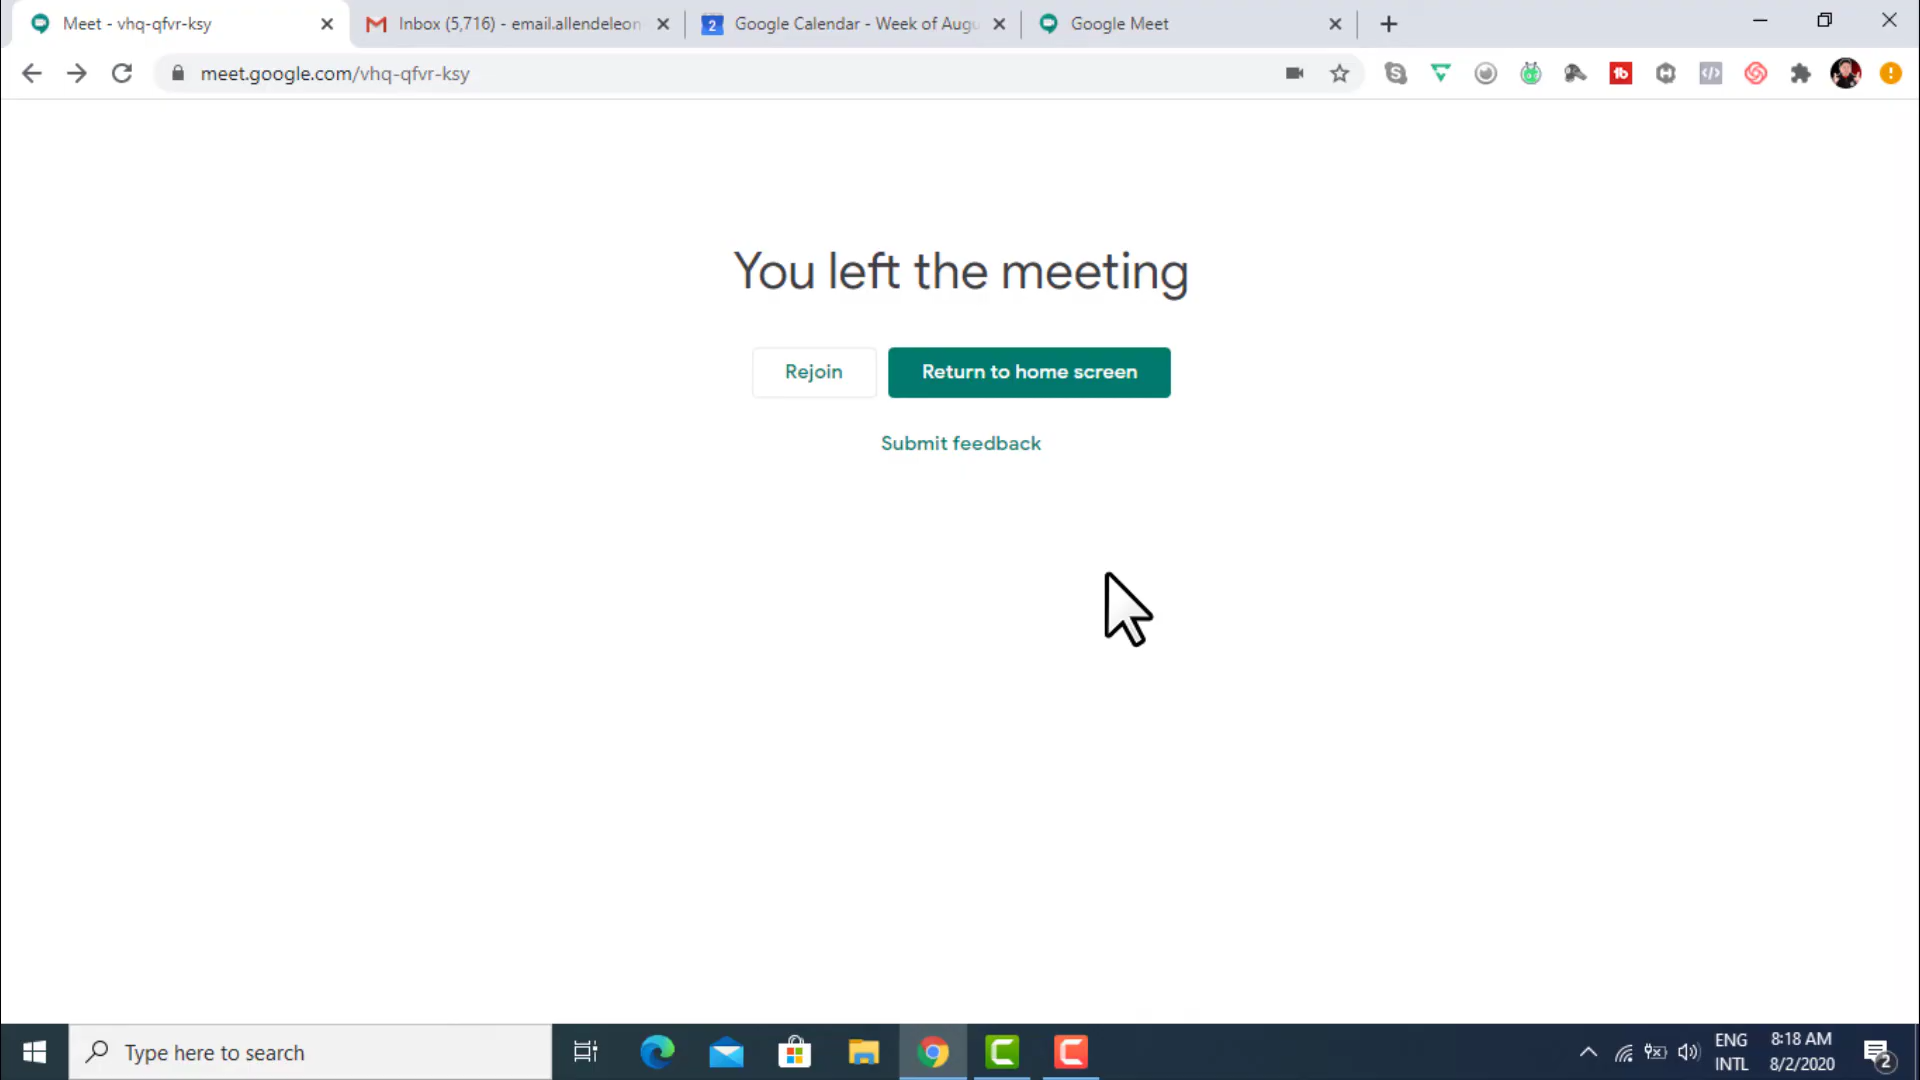 Meet - vhq-qfvr-ksy
Inbox (5,716) - email.allendeleon
2
Google Calendar - Week of Augu
Google Meet
meet.google.com/vhq-qfvr-ksy
You left the meeting
Rejoin
Return to home screen
Submit feedback
Type here to search
ENG
INTL
8:18 AM
8/2/2020
2